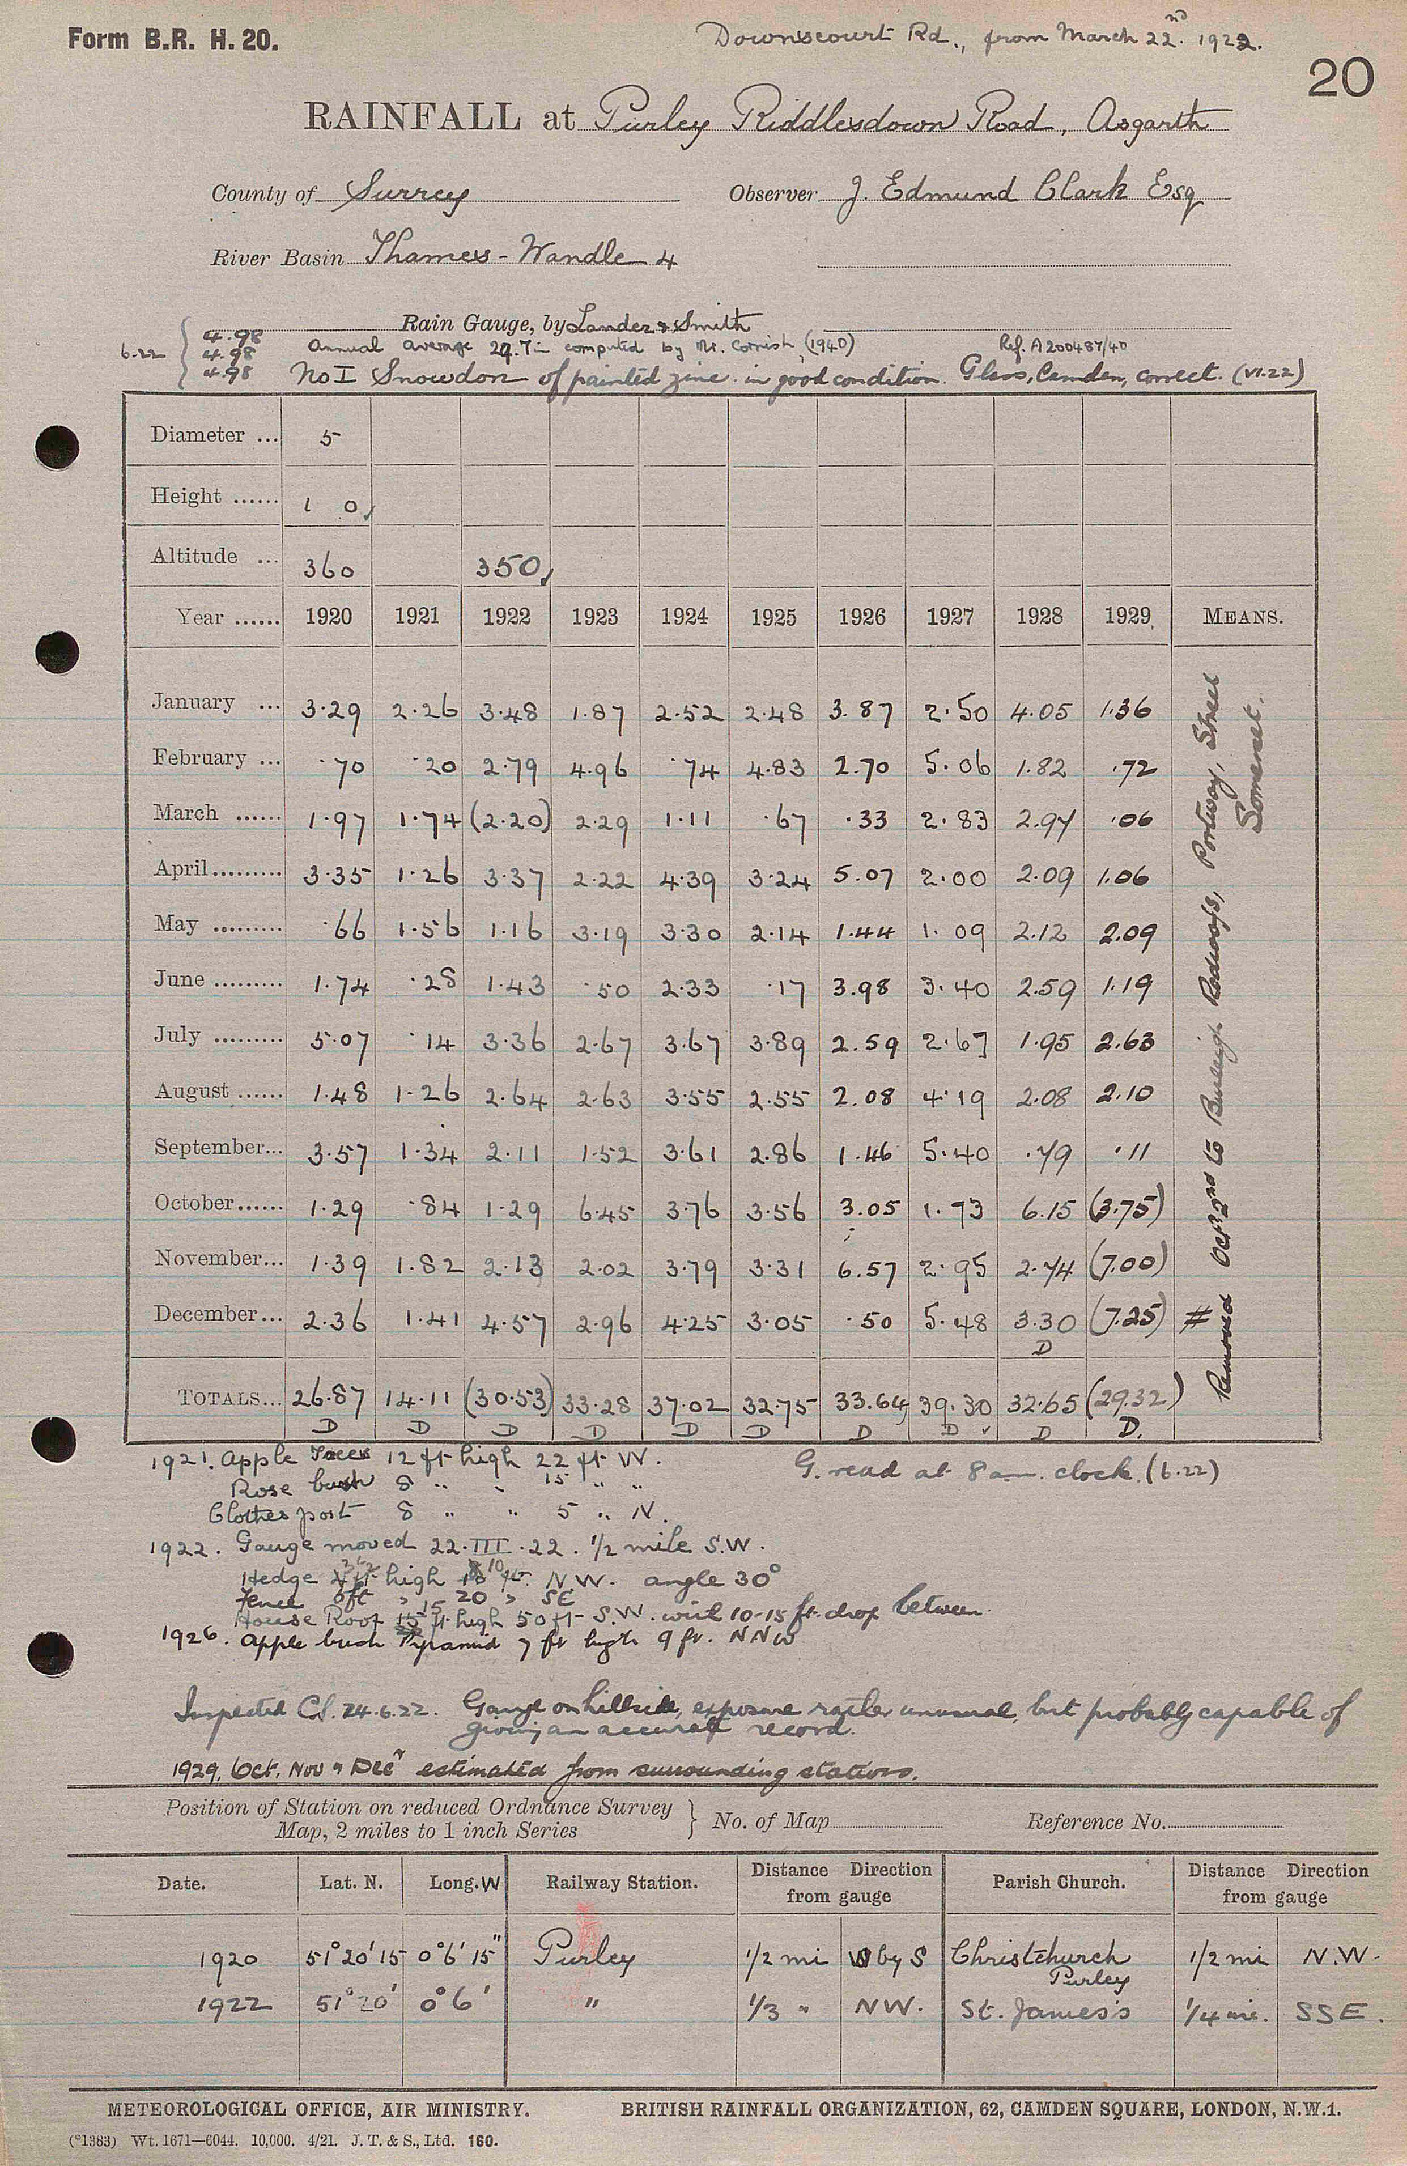 Form B.R. H. 20.
Downscourt Rd., from March 22nd. 1922.
20
RAINFALL at Purley Riddlesdown Road, Asgarth
County of Surrey Observer J. Edmund Clark Esq
River Basin Thames - Wandle 4
Rain Gauge, by Lander & Smith
6.22 { 4.98 4.98 4.98
Annual average 29.7 in computed by Mr. Cornish, (1940) Ref. A200487/40
No I Snowdon of painted zinc. in good condition. Glass, Camden, correct. (VI.22)
Diameter ... 5
Height ...... 1 0
Altitude ... 360 350
Year ...... 1920 1921 1922 1923 1924 1925 1926 1927 1928 1929 MEANS.
January ... 3.29 2.26 3.48 1.87 2.52 2.48 3.87 2.50 4.05 1.36
February ... .70 .20 2.79 4.96 .74 4.83 2.70 5.06 1.82 .72
March ...... 1.97 1.74 (2.20) 2.29 1.11 .67 .33 2.83 2.97 .06
April......... 3.35 1.26 3.37 2.22 4.39 3.24 5.07 2.00 2.09 1.06
May ......... .66 1.56 1.16 3.19 3.30 2.14 1.44 1.09 2.12 2.09
June ......... 1.74 .28 1.43 .50 2.33 .17 3.98 3.40 2.59 1.19
July ......... 5.07 .14 3.36 2.67 3.67 3.89 2.59 2.67 1.95 2.63
August ...... 1.48 1.26 2.64 2.63 3.55 2.55 2.08 4.19 2.08 2.10
September... 3.57 1.34 2.11 1.52 3.61 2.86 1.46 5.40 .79 .11
October...... 1.29 .84 1.29 6.45 3.76 3.56 3.05 1.73 6.15 (3.75)
November... 1.39 1.82 2.13 2.02 3.79 3.31 6.57 2.95 2.74 (7.00)
December... 2.36 1.41 4.57 2.96 4.25 3.05 .50 5.48 3.30 (7.25) #
D
TOTALS... 26.87 14.11 (30.53) 33.28 37.02 32.75 33.64 39.30 32.65 (29.32)
D D D D D D D D D D.
Removed Oct 2nd to Burleigh, Portway, Street
Somerset.
1921. Apple Trees 12 ft high 22 ft W.
G. read at 8 am. clock. (6.22)
Rose bush 8 " " 15 " "
Clothes post 8 " " 5 " N.
1922. Gauge moved 22.III.22. 1/2 mile S.W.
Hedge high 10 ft. N.W. angle 30°
Fence 6ft " 20 " SE
House Roof 15 ft high 50 ft S.W. with 10-15 ft. drop between.
1926. Apple bush Pyramid 7 ft high 9 ft. NNW
Inspected 24.6.22. Gauge on hillside, exposure rather unusual, but probably capable of
giving an accurate record.
1929. Oct. Nov & Decr estimated from surrounding stations.
Position of Station on reduced Ordnance Survey
Map, 2 miles to 1 inch Series } No. of Map Reference No.
Date. Lat. N. Long. W Railway Station. Distance Direction from gauge Parish Church. Distance Direction from gauge
1920 51° 20' 15 0° 6' 15" Purley 1/2 mi W by S Christchurch Purley 1/2 mi N.W.
1922 51° 20' 0° 6' " 1/3 " NW. St. James's 1/4 mi. SSE.
METEOROLOGICAL OFFICE, AIR MINISTRY. BRITISH RAINFALL ORGANIZATION, 62, CAMDEN SQUARE, LONDON, N.W.1.
(*1383) Wt. 1671—6044. 10,000. 4/21. J. T. & S., Ltd. 160.